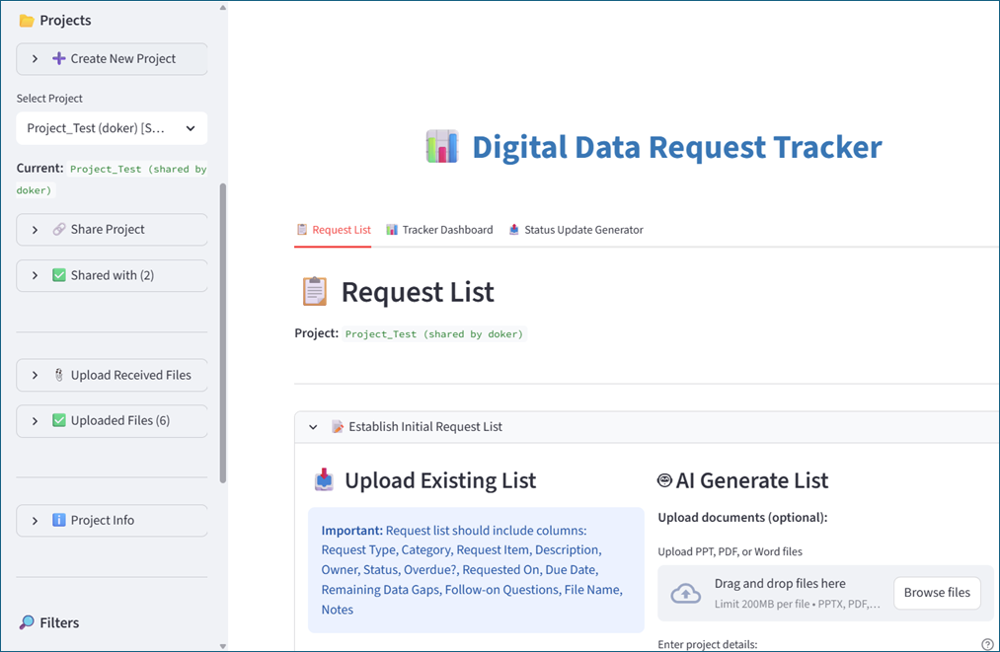 Projects
Create New Project
Select Project
Project_Test (doker) [S...
Current: Project_Test (shared by
doker)
Share Project
Shared with (2)
Upload Received Files
Uploaded Files (6)
Project Info
Filters
Digital Data Request Tracker
Request List
Tracker Dashboard
Status Update Generator
Request List
Project: Project_Test (shared by doker)
Establish Initial Request List
Upload Existing List
Important: Request list should include columns:
Request Type, Category, Request Item, Description,
Owner, Status, Overdue?, Requested On, Due Date,
Remaining Data Gaps, Follow-on Questions, File Name,
Notes
AI Generate List
Upload documents (optional):
Upload PPT, PDF, or Word files
Drag and drop files here
Limit 200MB per file • PPTX, PDF,...
Browse files
Enter project details: